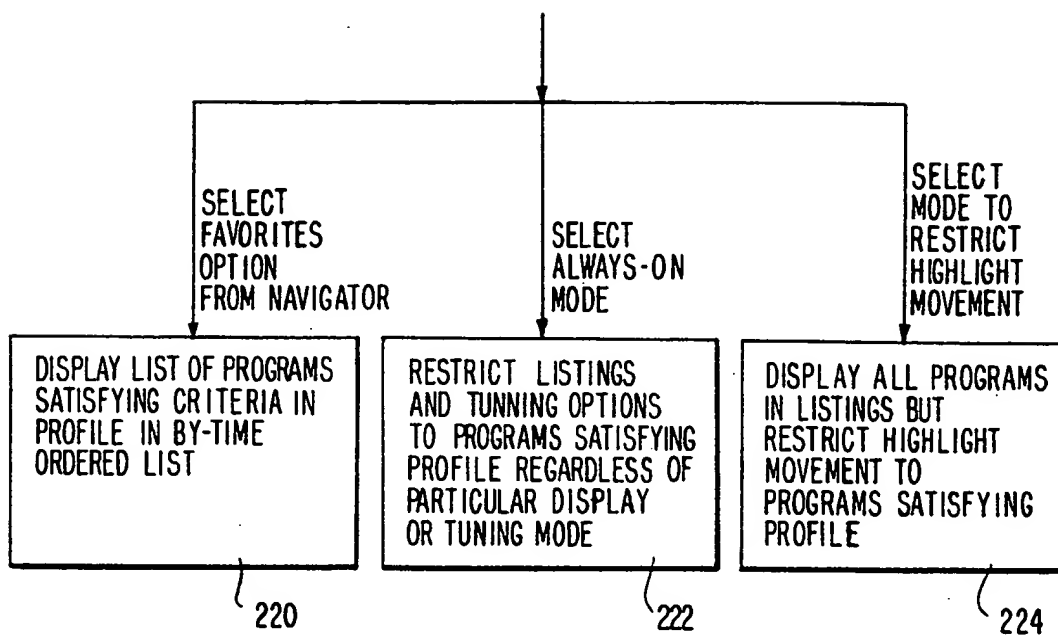 SELECT
FAVORITES
OPTION
FROM NAVIGATOR
SELECT
ALWAYS-ON
MODE
SELECT
MODE TO
RESTRICT
HIGHLIGHT
MOVEMENT
DISPLAY LIST OF PROGRAMS
SATISFYING CRITERIA IN
PROFILE IN BY-TIME
ORDERED LIST
RESTRICT LISTINGS
AND TUNNING OPTIONS
TO PROGRAMS SATISFYING
PROFILE REGARDLESS OF
PARTICULAR DISPLAY
OR TUNING MODE
DISPLAY ALL PROGRAMS
IN LISTINGS BUT
RESTRICT HIGHLIGHT
MOVEMENT TO
PROGRAMS SATISFYING
PROFILE
220
222
224